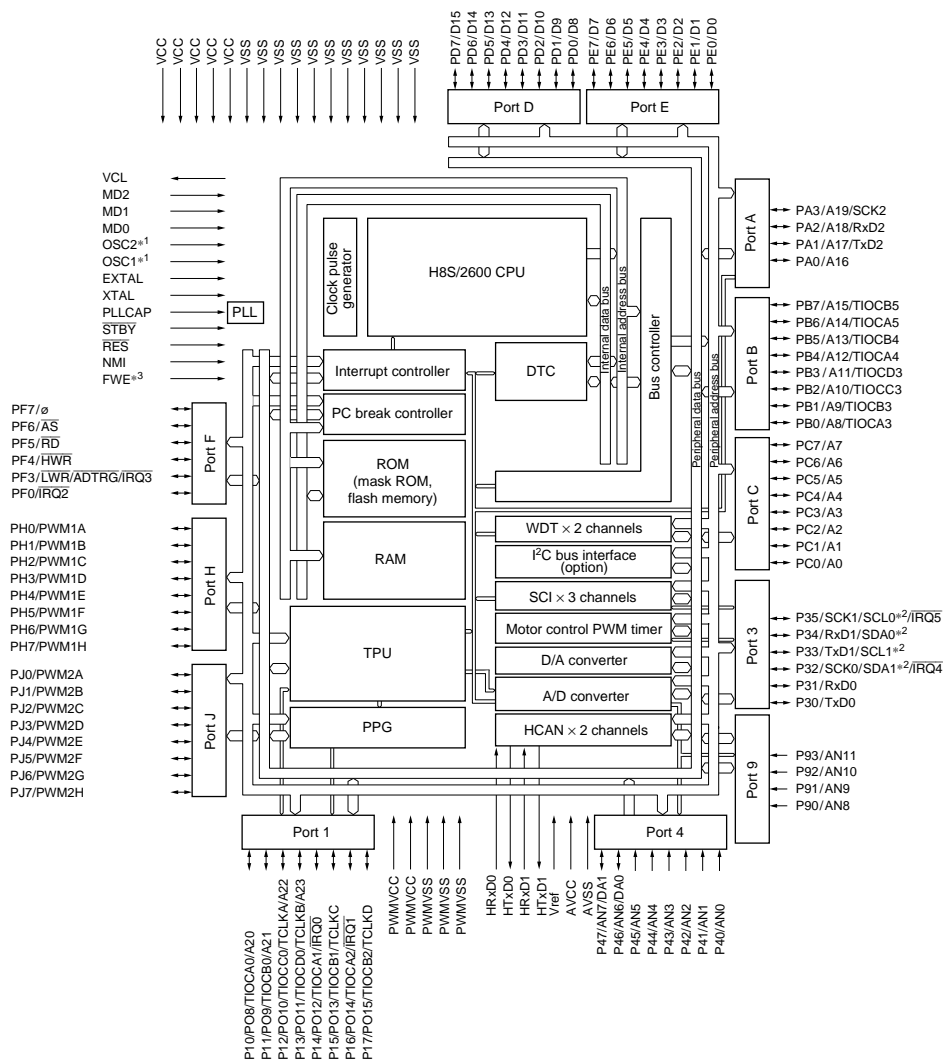 VCC
VCC
VCC
VCC
VCC
VSS
VSS
VSS
VSS
VSS
VSS
VSS
VSS
VSS
VSS
VSS
PD7/D15
PD6/D14
PD5/D13
PD4/D12
PD3/D11
PD2/D10
PD1/D9
PD0/D8
PE7/D7
PE6/D6
PE5/D5
PE4/D4
PE3/D3
PE2/D2
PE1/D1
PE0/D0
Port D
Port E
VCL
MD2
MD1
MD0
OSC2*1
OSC1*1
EXTAL
XTAL
PLLCAP
STBY
RES
NMI
FWE*3
PLL
Clock pulse
generator
H8S/2600 CPU
Internal data bus
Internal address bus
Bus controller
Peripheral data bus
Peripheral address bus
Port A
PA3/A19/SCK2
PA2/A18/RxD2
PA1/A17/TxD2
PA0/A16
Port B
PB7/A15/TIOCB5
PB6/A14/TIOCA5
PB5/A13/TIOCB4
PB4/A12/TIOCA4
PB3/A11/TIOCD3
PB2/A10/TIOCC3
PB1/A9/TIOCB3
PB0/A8/TIOCA3
Interrupt controller
DTC
PC break controller
ROM
(mask ROM,
flash memory)
RAM
PF7/ø
PF6/AS
PF5/RD
PF4/HWR
PF3/LWR/ADTRG/IRQ3
PF0/IRQ2
Port F
Port C
PC7/A7
PC6/A6
PC5/A5
PC4/A4
PC3/A3
PC2/A2
PC1/A1
PC0/A0
PH0/PWM1A
PH1/PWM1B
PH2/PWM1C
PH3/PWM1D
PH4/PWM1E
PH5/PWM1F
PH6/PWM1G
PH7/PWM1H
Port H
WDT × 2 channels
I2C bus interface
(option)
SCI × 3 channels
Motor control PWM timer
D/A converter
A/D converter
HCAN × 2 channels
TPU
PPG
Port 3
P35/SCK1/SCL0*2/IRQ5
P34/RxD1/SDA0*2
P33/TxD1/SCL1*2
P32/SCK0/SDA1*2/IRQ4
P31/RxD0
P30/TxD0
PJ0/PWM2A
PJ1/PWM2B
PJ2/PWM2C
PJ3/PWM2D
PJ4/PWM2E
PJ5/PWM2F
PJ6/PWM2G
PJ7/PWM2H
Port J
Port 9
P93/AN11
P92/AN10
P91/AN9
P90/AN8
Port 1
Port 4
P10/PO8/TIOCA0/A20
P11/PO9/TIOCB0/A21
P12/PO10/TIOCC0/TCLKA/A22
P13/PO11/TIOCD0/TCLKB/A23
P14/PO12/TIOCA1/IRQ0
P15/PO13/TIOCB1/TCLKC
P16/PO14/TIOCA2/IRQ1
P17/PO15/TIOCB2/TCLKD
PWMVCC
PWMVCC
PWMVSS
PWMVSS
PWMVSS
HRxD0
HTxD0
HRxD1
HTxD1
Vref
AVCC
AVSS
P47/AN7/DA1
P46/AN6/DA0
P45/AN5
P44/AN4
P43/AN3
P42/AN2
P41/AN1
P40/AN0